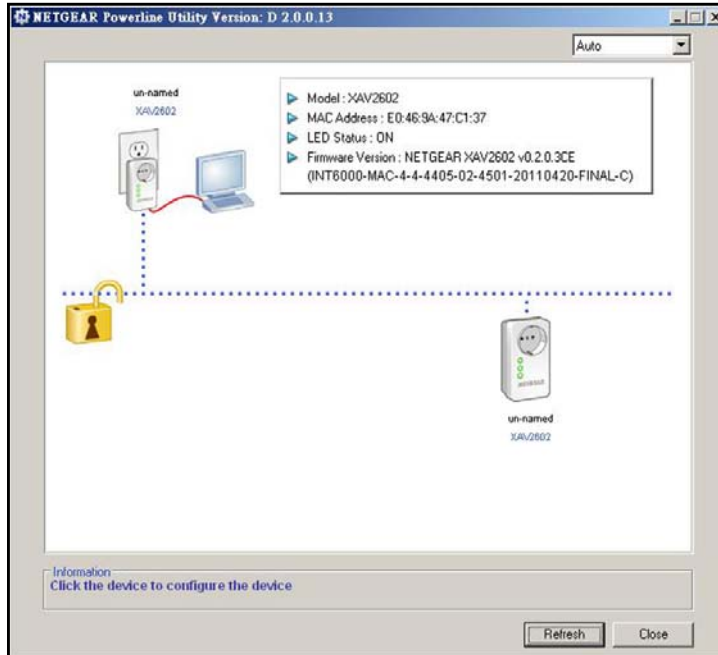 NETGEAR Powerline Utility Version: D 2.0.0.13
Auto
un-named
XAV2602
Model : XAV2602
MAC Address : E0:46:9A:47:C1:37
LED Status : ON
Firmware Version : NETGEAR XAV2602 v0.2.0.3CE
(INT6000-MAC-4-4-4405-02-4501-20110420-FINAL-C)
NETGEAR
un-named
XAV2602
Information
Click the device to configure the device
Refresh
Close